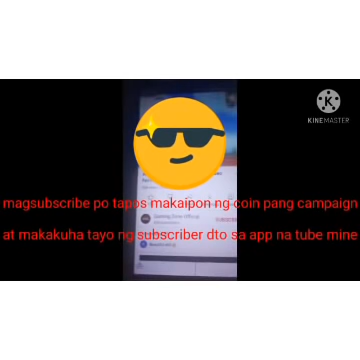 KINEMASTER
magsubscribe po tapos makaipon ng coin pang campaign
at makakuha tayo ng subscriber dto sa app na tube mine